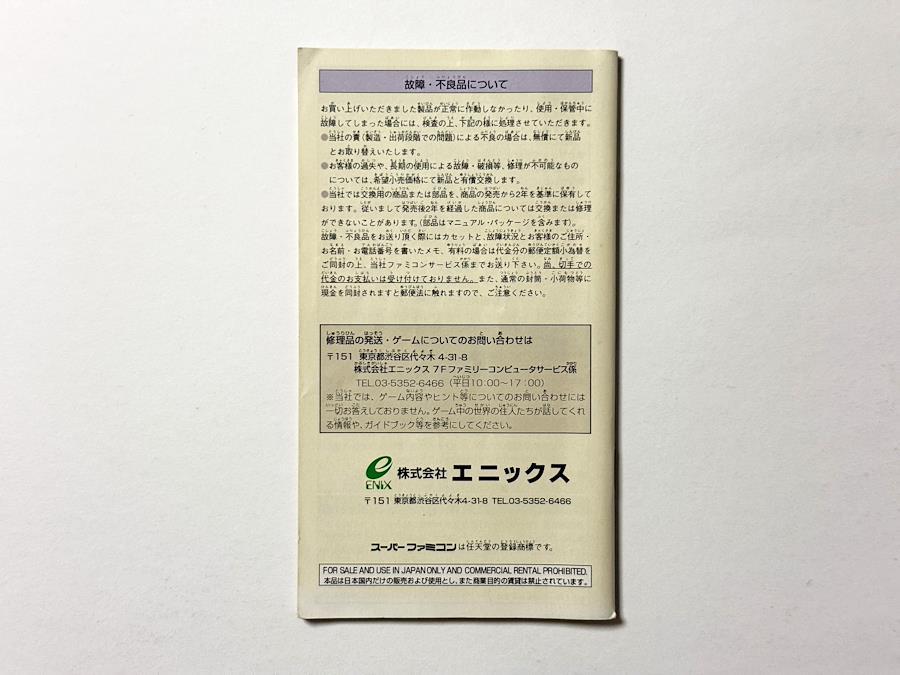 故障・不良品について
お買い上げいただきました製品が正常に作動しなかったり、使用・保管中に
故障してしまった場合には、検査の上、下記の様に処理させていただきます。
●当社の責(製造・出荷段階での問題)による不良の場合は、無償にて新品
とお取り替えいたします。
●お客様の過失や、長期の使用による故障・破損等、修理が不可能なもの
については、希望小売価格にて新品と有償交換します。
●当社では交換用の商品または部品を、商品の発売から2年を基準に保有して
おります。従いまして発売後2年を経過した商品については交換または修理
ができないことがあります。(部品はマニュアル・パッケージを含みます)。
故障・不良品をお送り頂く際にはカセットと、故障状況とお客様のご住所・
お名前・お電話番号を書いたメモ、有料の場合は代金分の郵便定額小為替を
ご同封の上、当社ファミコンサービス係までお送り下さい。尚、切手での
代金のお支払いは受け付けておりません。また、通常の封筒・小荷物等に
現金を同封されますと郵便法に触れますので、ご注意ください。
修理品の発送・ゲームについてのお問い合わせは
〒151 東京都渋谷区代々木 4-31-8
株式会社エニックス 7Fファミリーコンピュータサービス係
TEL.03-5352-6466 (平日10:00~17:00)
※当社では、ゲーム内容やヒント等についてのお問い合わせには
一切お答えしておりません。ゲーム中の世界の住人たちが話してくれ
る情報や、ガイドブック等を参考にしてください。
ENIX 株式会社 エニックス
〒151 東京都渋谷区代々木4-31-8 TEL.03-5352-6466
スーパーファミコンは任天堂の登録商標です。
FOR SALE AND USE IN JAPAN ONLY AND COMMERCIAL RENTAL PROHIBITED.
本品は日本国内だけの販売および使用とし、また商業目的の賃貸は禁止されています。